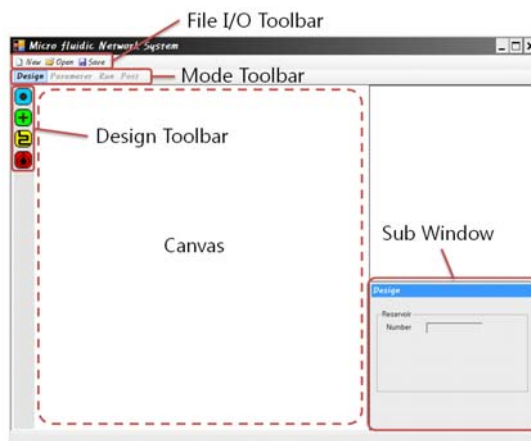 File I/O Toolbar
Micro fluidic Network System
New Open Save
Design Parameter Run Post
Mode Toolbar
Design Toolbar
Canvas
Sub Window
Design
Reservoir
Number